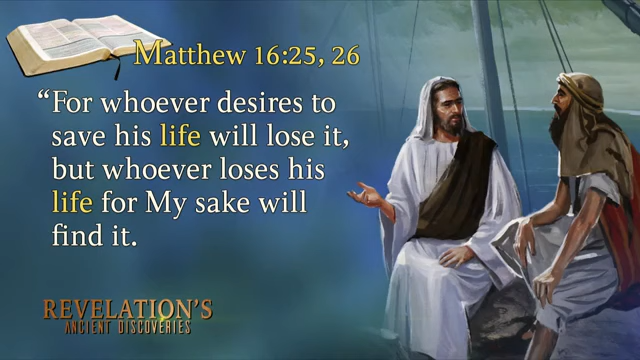 Matthew 16:25, 26
“For whoever desires to
save his life will lose it,
but whoever loses his
life for My sake will
find it.
REVELATION'S
ANCIENT DISCOVERIES